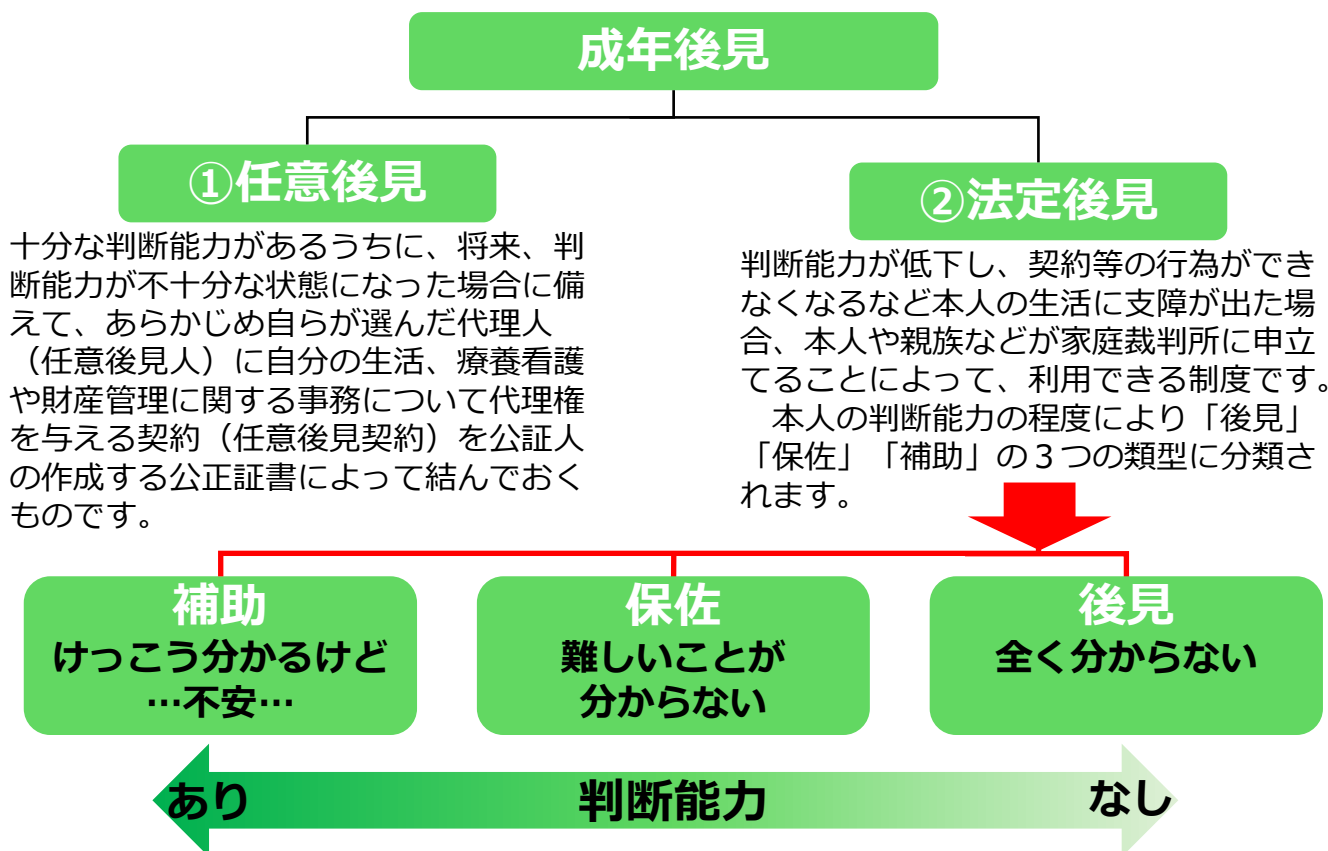 成年後見
①任意後見
十分な判断能力があるうちに、将来、判
断能力が不十分な状態になった場合に備
えて、あらかじめ自らが選んだ代理人
（任意後見人）に自分の生活、療養看護
や財産管理に関する事務について代理権
を与える契約（任意後見契約）を公証人
の作成する公正証書によって結んでおく
ものです。
②法定後見
判断能力が低下し、契約等の行為ができ
なくなるなど本人の生活に支障が出た場
合、本人や親族などが家庭裁判所に申立
てることによって、利用できる制度です。
　本人の判断能力の程度により「後見」
「保佐」「補助」の３つの類型に分類さ
れます。
補助
けっこう分かるけど
…不安…
保佐
難しいことが
分からない
後見
全く分からない
あり
判断能力
なし